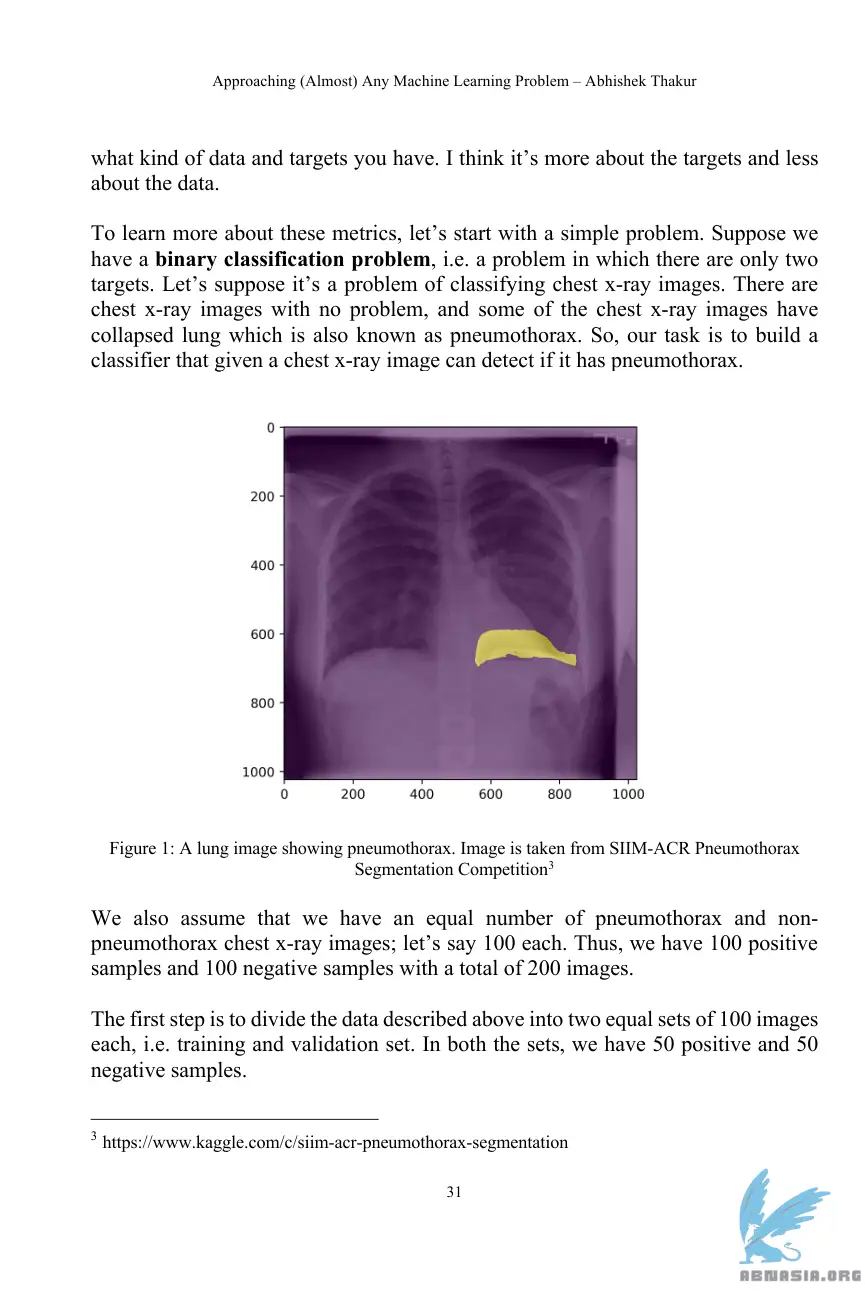 Approaching (Almost) Any Machine Learning Problem – Abhishek Thakur
what kind of data and targets you have. I think it’s more about the targets and less
about the data.
To learn more about these metrics, let’s start with a simple problem. Suppose we
have a binary classification problem, i.e. a problem in which there are only two
targets. Let’s suppose it’s a problem of classifying chest x-ray images. There are
chest x-ray images with no problem, and some of the chest x-ray images have
collapsed lung which is also known as pneumothorax. So, our task is to build a
classifier that given a chest x-ray image can detect if it has pneumothorax.
0
200
400
600
800
1000
0 200 400 600 800 1000
Figure 1: A lung image showing pneumothorax. Image is taken from SIIM-ACR Pneumothorax
Segmentation Competition3
We also assume that we have an equal number of pneumothorax and non-
pneumothorax chest x-ray images; let’s say 100 each. Thus, we have 100 positive
samples and 100 negative samples with a total of 200 images.
The first step is to divide the data described above into two equal sets of 100 images
each, i.e. training and validation set. In both the sets, we have 50 positive and 50
negative samples.
3 https://www.kaggle.com/c/siim-acr-pneumothorax-segmentation
31
ABNASIA.ORG